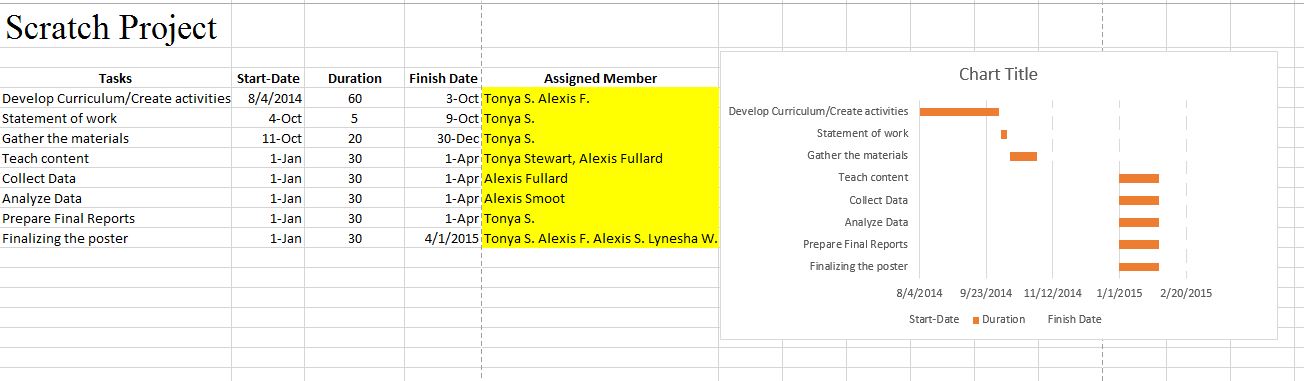 Scratch Project
Tasks Start-Date Duration Finish Date Assigned Member
Develop Curriculum/Create activities 8/4/2014 60 3-Oct Tonya S. Alexis F.
Statement of work 4-Oct 5 9-Oct Tonya S.
Gather the materials 11-Oct 20 30-Dec Tonya S.
Teach content 1-Jan 30 1-Apr Tonya Stewart, Alexis Fullard
Collect Data 1-Jan 30 1-Apr Alexis Fullard
Analyze Data 1-Jan 30 1-Apr Alexis Smoot
Prepare Final Reports 1-Jan 30 1-Apr Tonya S.
Finalizing the poster 1-Jan 30 4/1/2015 Tonya S. Alexis F. Alexis S. Lynesha W.
Chart Title
Develop Curriculum/Create activities
Statement of work
Gather the materials
Teach content
Collect Data
Analyze Data
Prepare Final Reports
Finalizing the poster
8/4/2014 9/23/2014 11/12/2014 1/1/2015 2/20/2015
Start-Date Duration Finish Date